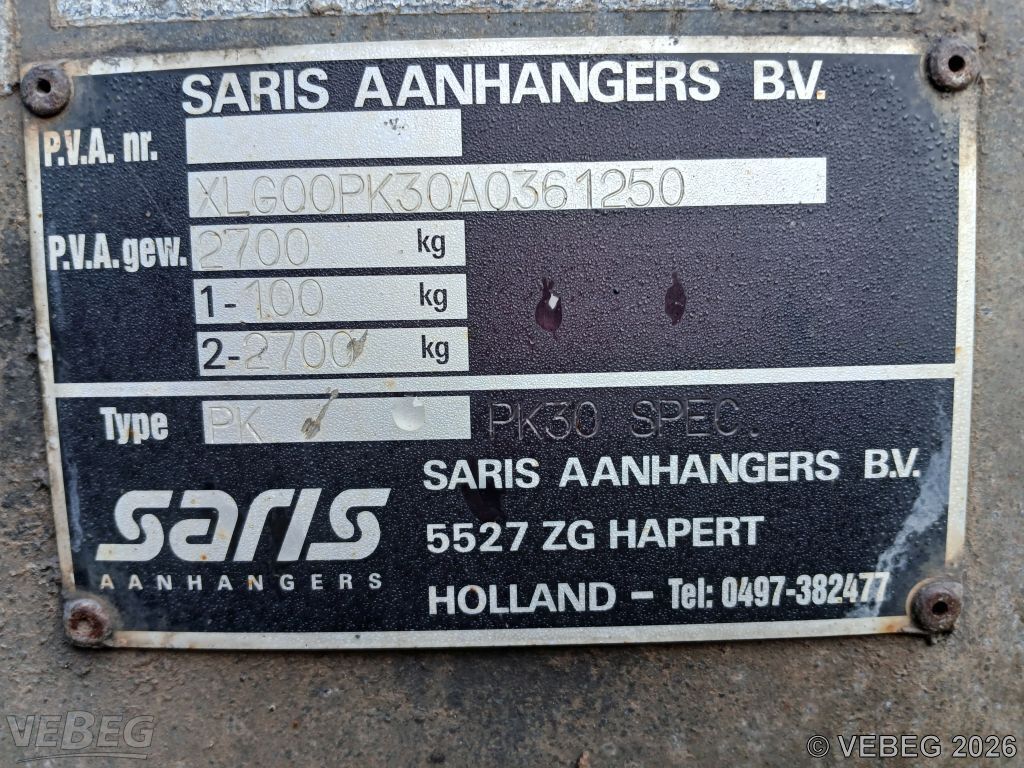 SARIS AANHANGERS B.V.
P.V.A. nr.
XLG00PK30A0361250
P.V.A. gew. 2700 kg
1-100 kg
2-2700 kg
Type PK PK30 SPEC.
SARIS AANHANGERS B.V.
saris 5527 ZG HAPERT
AANHANGERS
HOLLAND – Tel: 0497-382477
VEBEG
© VEBEG 2026